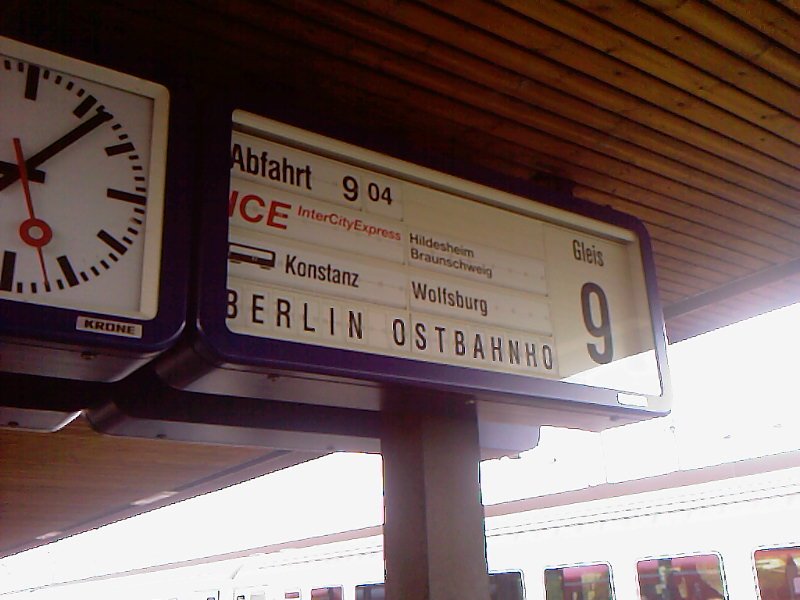 Abfahrt 9 04
ICE InterCityExpress
Hildesheim
Braunschweig
Konstanz
Wolfsburg
BERLIN OSTBAHNHO
Gleis
9
KRONE